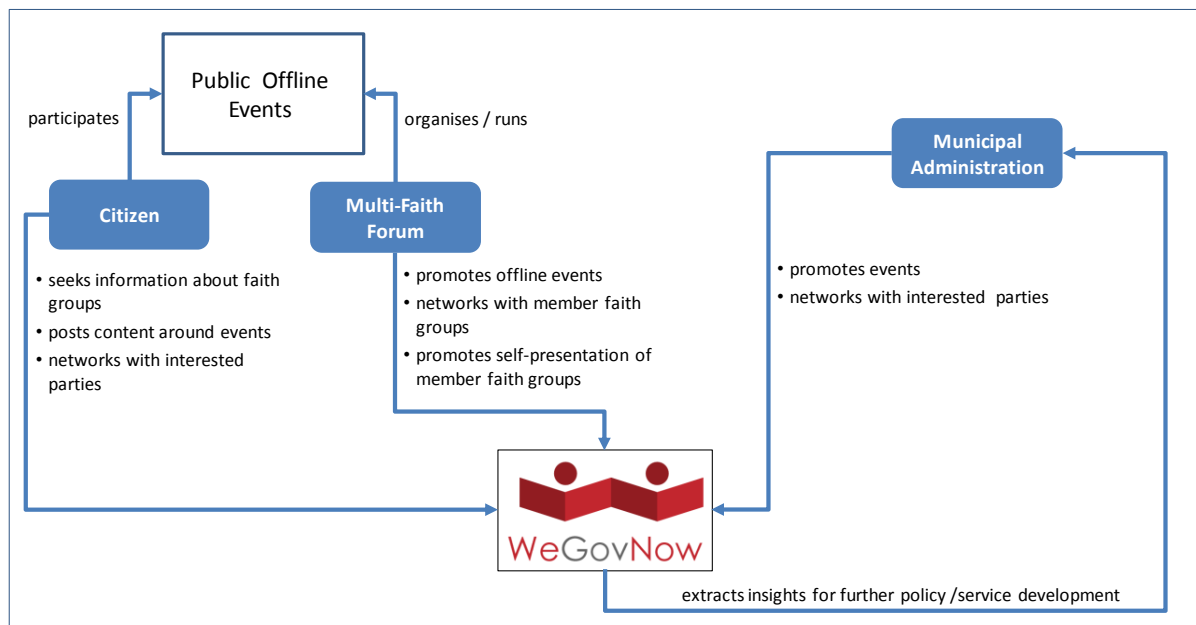 Public Offline
Events
participates
organises / runs
Municipal
Administration
Citizen
Multi-Faith
Forum
• seeks information about faith
groups
• posts content around events
• networks with interested
parties
• promotes offline events
• networks with member faith
groups
• promotes self-presentation of
member faith groups
• promotes events
• networks with interested  parties
WeGovNow
extracts insights for further policy /service development